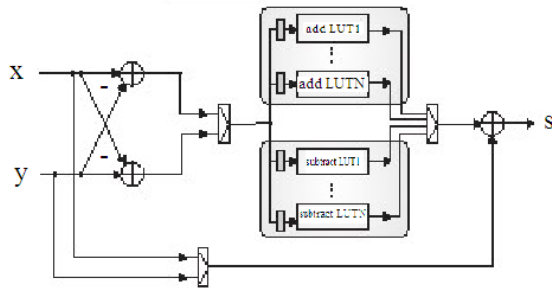 add LUT1
x
-
add LUTN
s
-
subtract LUT1
y
subtract LUTN